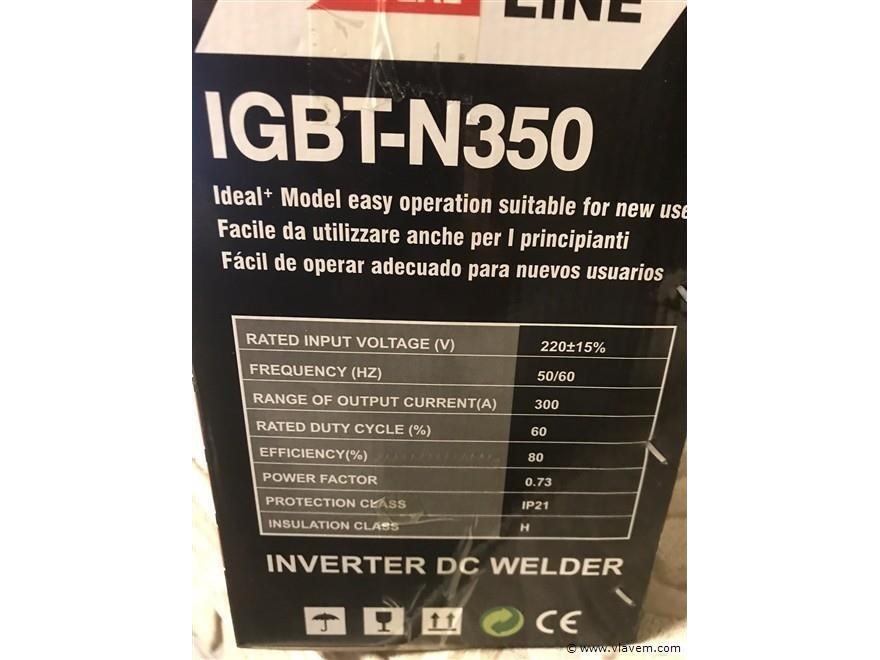 LINE
IGBT-N350
Ideal+ Model easy operation suitable for new use
Facile da utilizzare anche per I principianti
Fácil de operar adecuado para nuevos usuarios
RATED INPUT VOLTAGE (V) 220±15%
FREQUENCY (HZ) 50/60
RANGE OF OUTPUT CURRENT(A) 300
RATED DUTY CYCLE (%) 60
EFFICIENCY(%) 80
POWER FACTOR 0.73
PROTECTION CLASS IP21
INSULATION CLASS H
INVERTER DC WELDER
CE
© www.vlavem.com